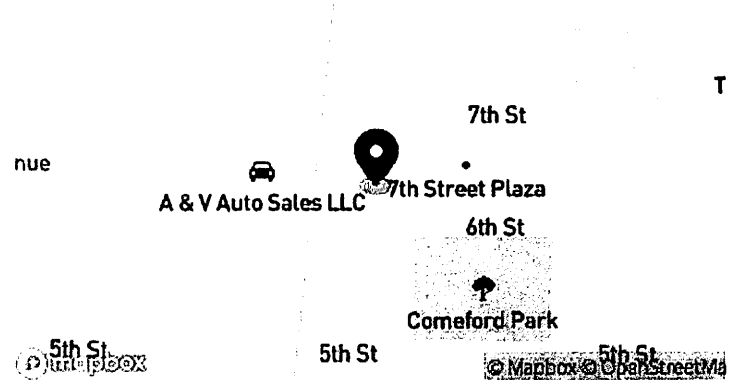 T
7th St
nue
7th Street Plaza
A & V Auto Sales LLC
6th St
Comeford Park
5th St
mapbox
5th St
5th St
© Mapbox © OpenStreetMa